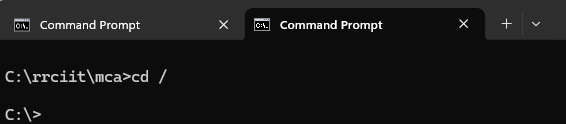 Command Prompt
Command Prompt
C:\rrciit\mca>cd /
C:\>